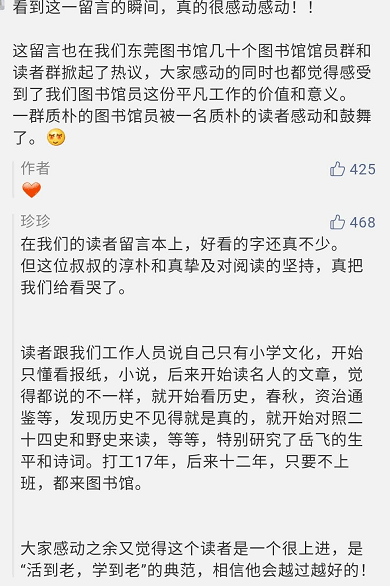 看到这一留言的瞬间，真的很感动感动！！
这留言也在我们东莞图书馆几十个图书馆馆员群和
读者群掀起了热议，大家感动的同时也都觉得感受
到了我们图书馆员这份平凡工作的价值和意义。
一群质朴的图书馆员被一名质朴的读者感动和鼓舞
了。
作者 425
珍珍 468
在我们的读者留言本上，好看的字还真不少。
但这位叔叔的淳朴和真挚及对阅读的坚持，真把
我们给看哭了。
读者跟我们工作人员说自己只有小学文化，开始
只懂看报纸，小说，后来开始读名人的文章，觉
得都说的不一样，就开始看历史，春秋，资治通
鉴等，发现历史不见得就是真的，就开始对照二
十四史和野史来读，等等，特别研究了岳飞的生
平和诗词。打工17年，后来十二年，只要不上
班，都来图书馆。
大家感动之余又觉得这个读者是一个很上进，是
“活到老，学到老”的典范，相信他会越过越好的！